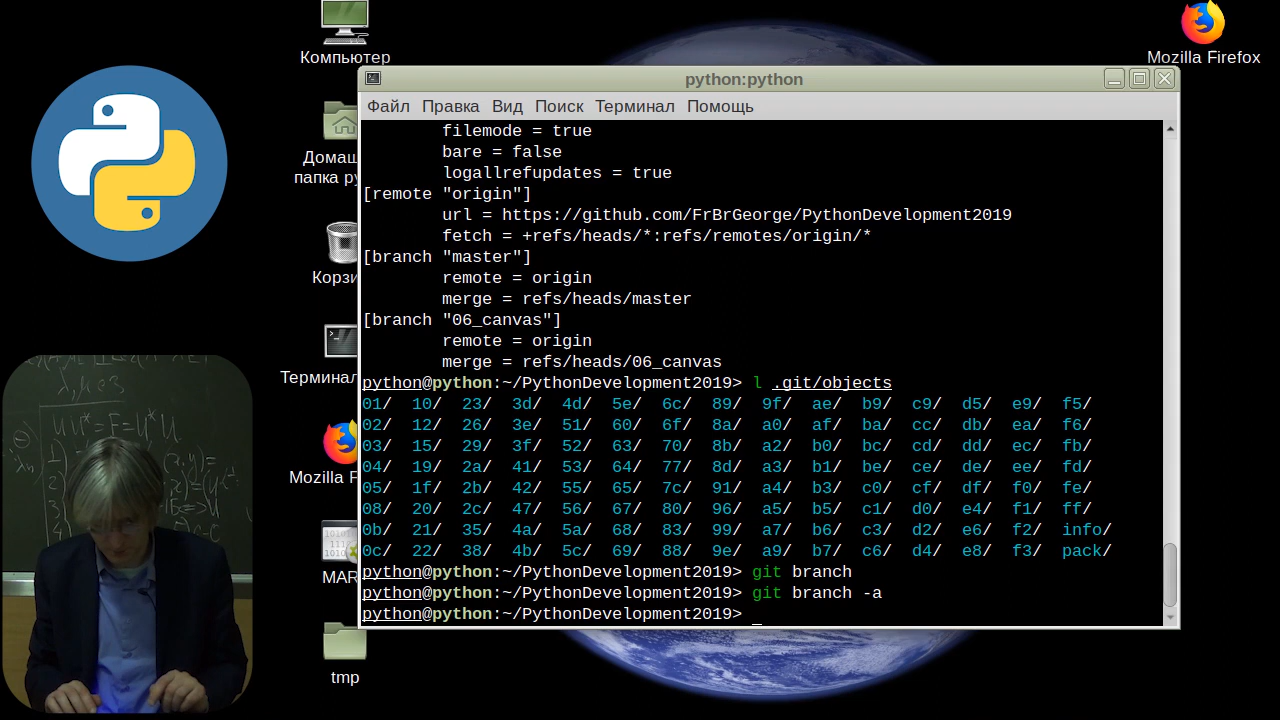 Компьютер
Mozilla Firefox
python:python
Файл Правка Вид Поиск Терминал Помощь
filemode = true
bare = false
logallrefupdates = true
[remote "origin"]
url = https://github.com/FrBrGeorge/PythonDevelopment2019
fetch = +refs/heads/*:refs/remotes/origin/*
[branch "master"]
remote = origin
merge = refs/heads/master
[branch "06_canvas"]
remote = origin
merge = refs/heads/06_canvas
python@python:~/PythonDevelopment2019> l .git/objects
01/ 10/ 23/ 3d/ 4d/ 5e/ 6c/ 89/ 9f/ ae/ b9/ c9/ d5/ e9/ f5/
02/ 12/ 26/ 3e/ 51/ 60/ 6f/ 8a/ a0/ af/ ba/ cc/ db/ ea/ f6/
03/ 15/ 29/ 3f/ 52/ 63/ 70/ 8b/ a2/ b0/ bc/ cd/ dd/ ec/ fb/
04/ 19/ 2a/ 41/ 53/ 64/ 77/ 8d/ a3/ b1/ be/ ce/ de/ ee/ fd/
05/ 1f/ 2b/ 42/ 55/ 65/ 7c/ 91/ a4/ b3/ c0/ cf/ df/ f0/ fe/
08/ 20/ 2c/ 47/ 56/ 67/ 80/ 96/ a5/ b5/ c1/ d0/ e4/ f1/ ff/
0b/ 21/ 35/ 4a/ 5a/ 68/ 83/ 99/ a7/ b6/ c3/ d2/ e6/ f2/ info/
0c/ 22/ 38/ 4b/ 5c/ 69/ 88/ 9e/ a9/ b7/ c6/ d4/ e8/ f3/ pack/
python@python:~/PythonDevelopment2019> git branch
python@python:~/PythonDevelopment2019> git branch -a
python@python:~/PythonDevelopment2019>
Домаш
папка py
Корзи
Терминал
Mozilla F
MAR
tmp